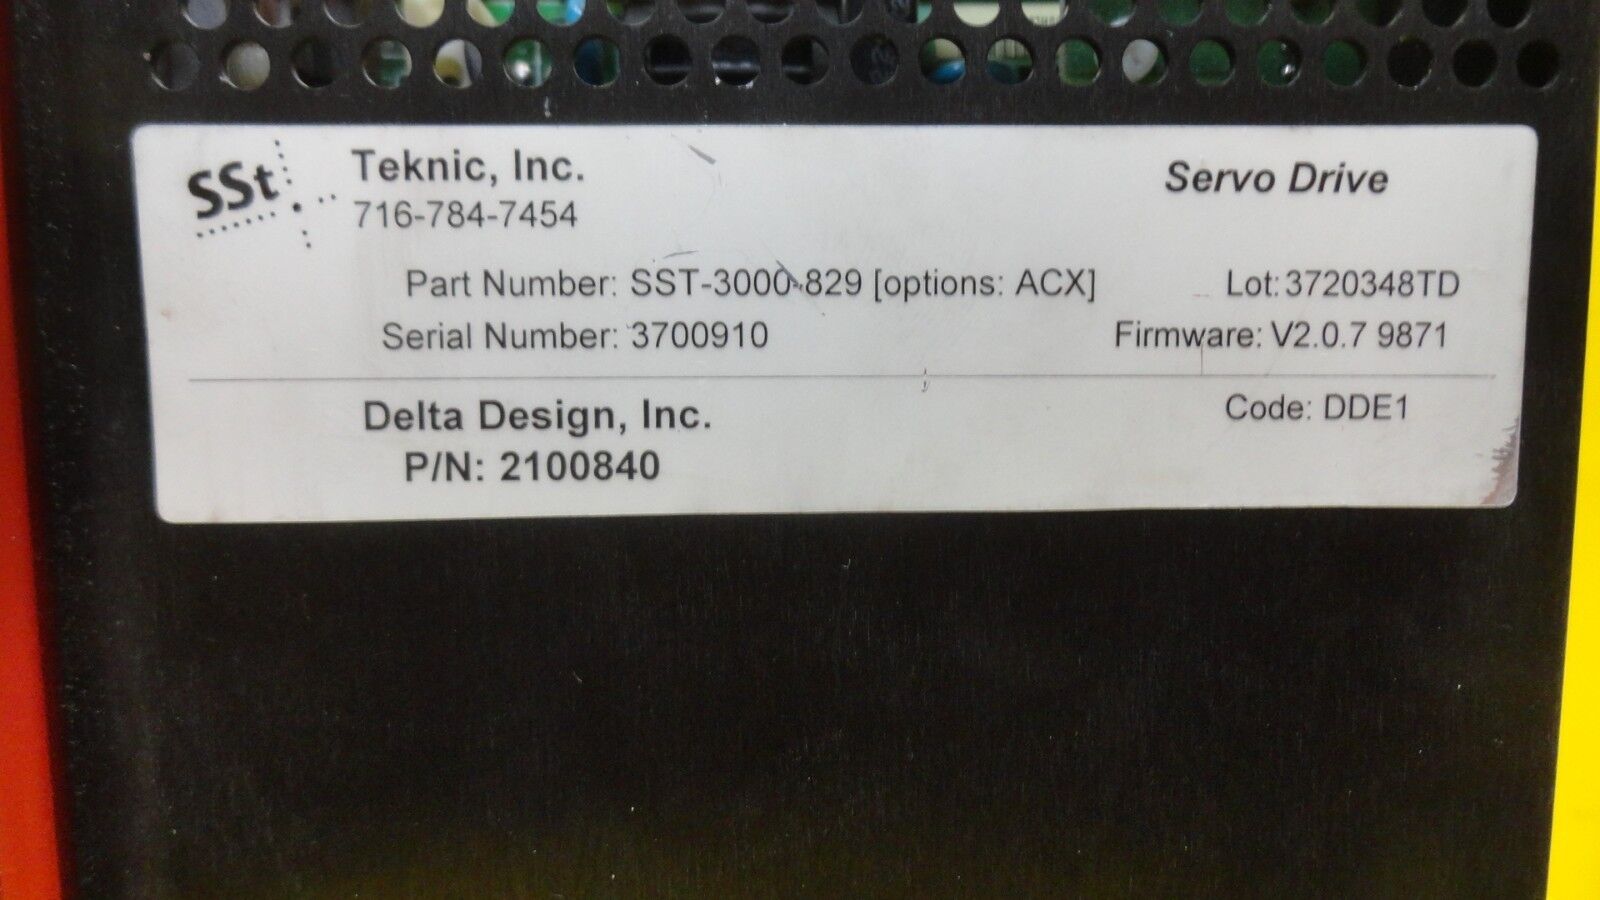 SSt
Teknic, Inc.
Servo Drive
716-784-7454
Part Number: SST-3000-829 [options: ACX]
Lot: 3720348TD
Serial Number: 3700910
Firmware: V2.0.7 9871
Delta Design, Inc.
Code: DDE1
P/N: 2100840